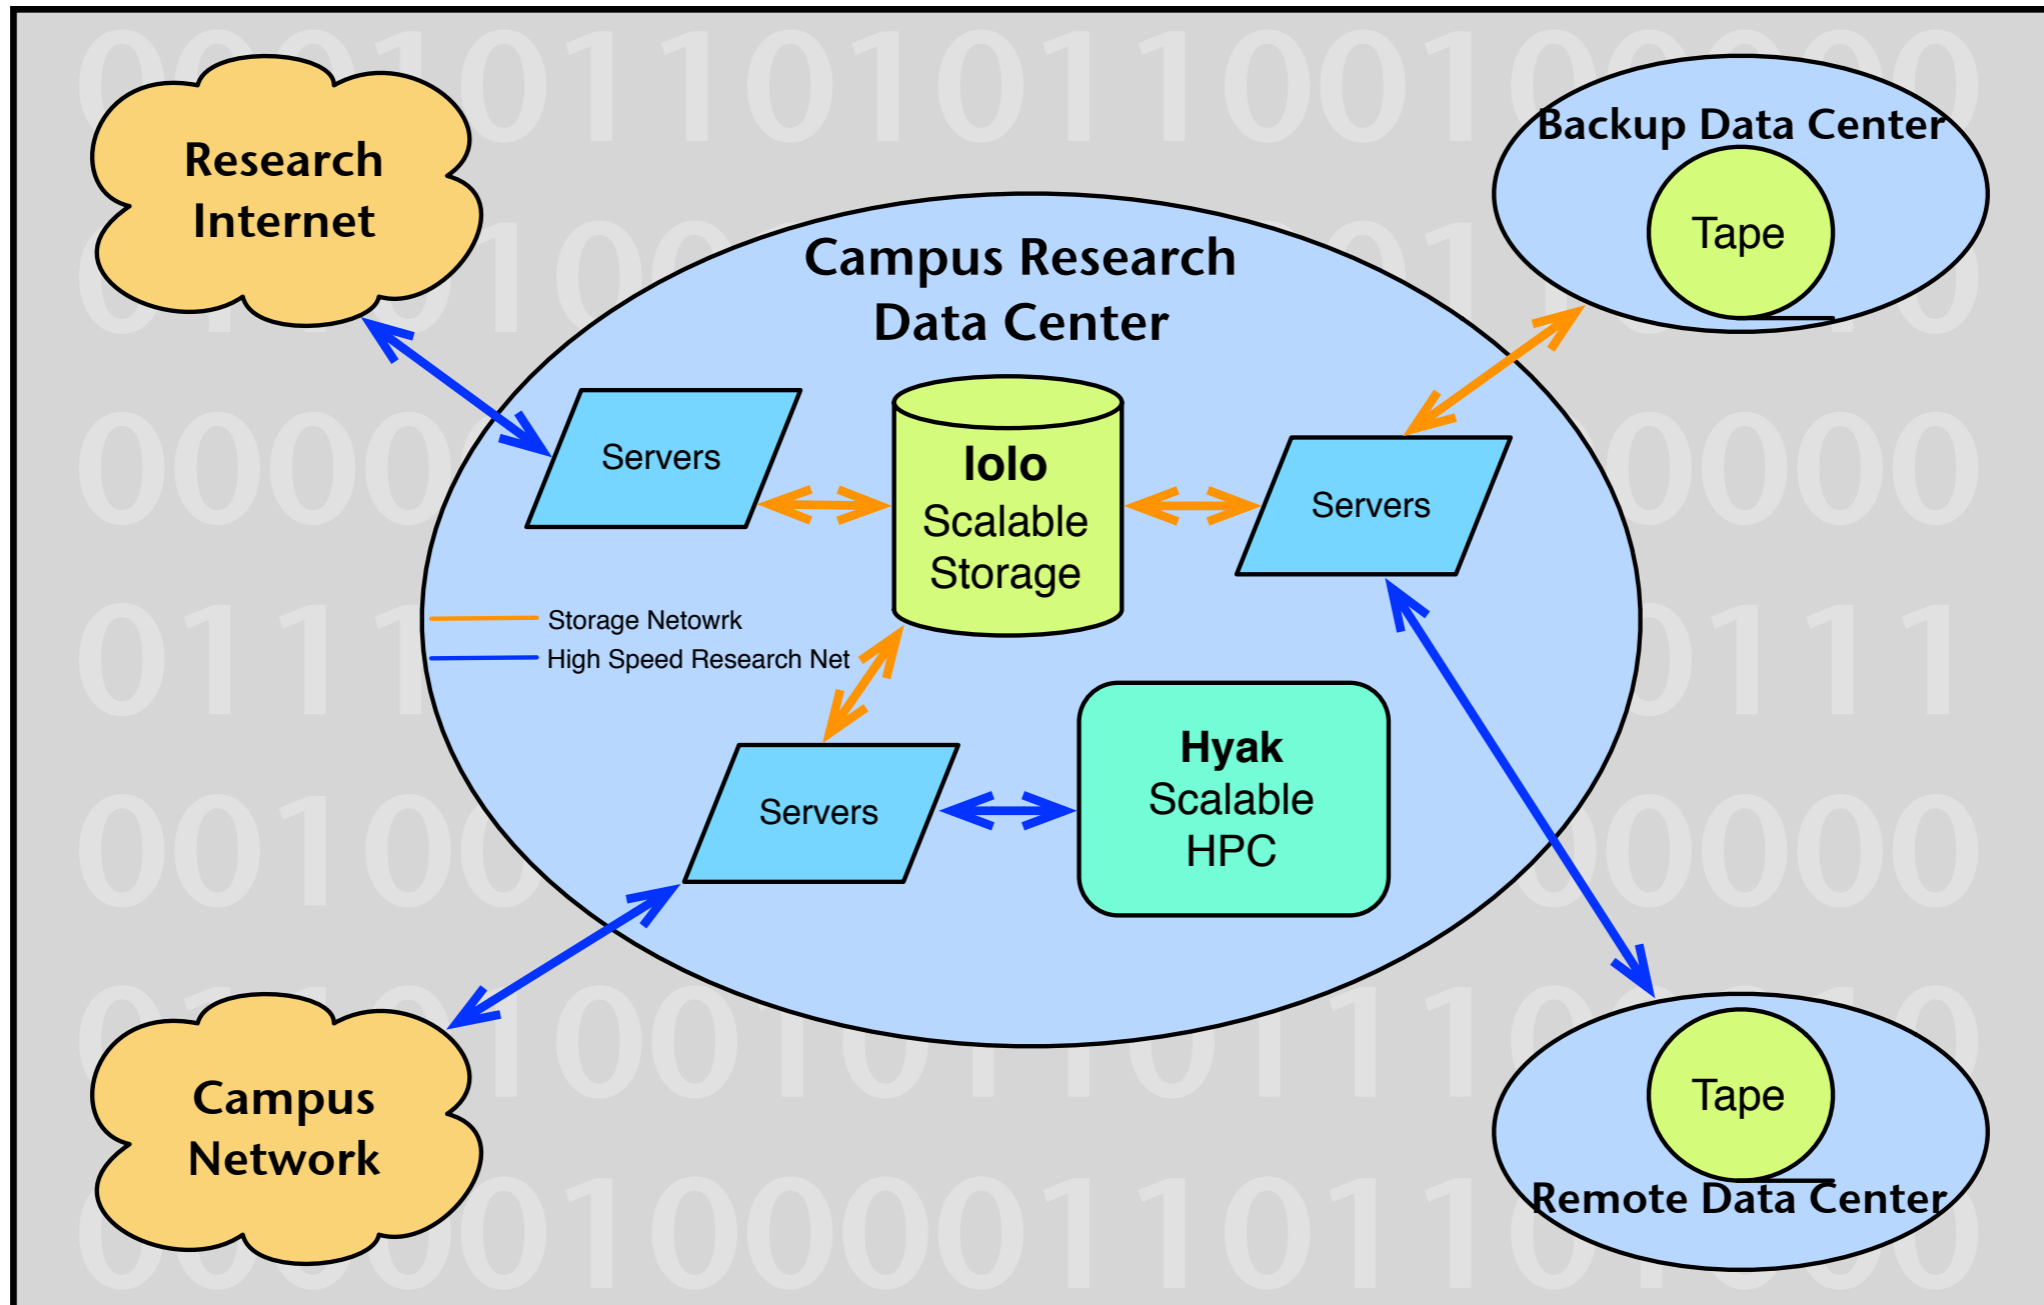 Research
Internet
Backup Data Center
Tape
Campus Research
Data Center
Servers
lolo
Scalable
Storage
Servers
Storage Netowrk
High Speed Research Net
Servers
Hyak
Scalable
HPC
Campus
Network
Tape
Remote Data Center